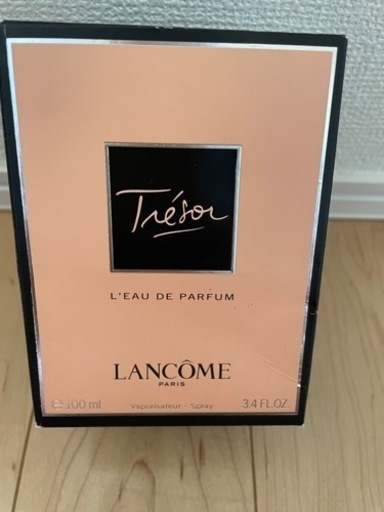 Trésor
L'EAU DE PARFUM
LANCÔME
PARIS
e 100 ml Vaporisateur - Spray 3.4 FL.OZ.